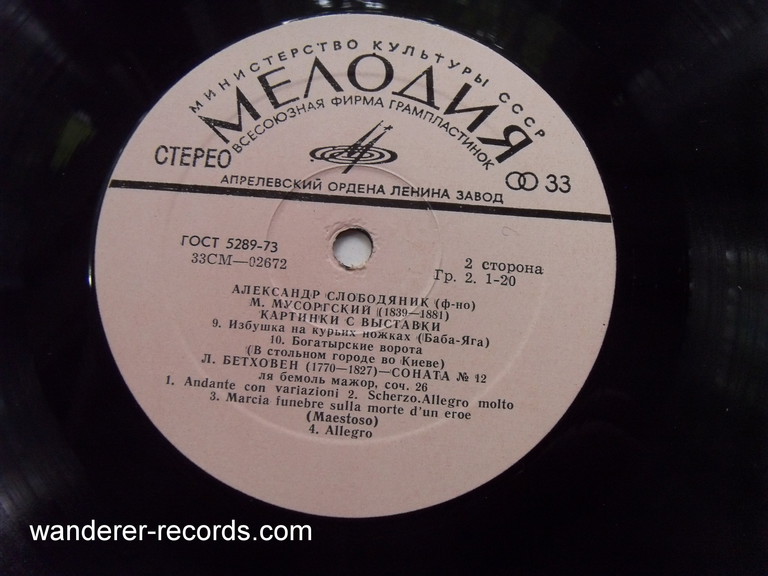 МИНИСТЕРСТВО КУЛЬТУРЫ СССР
МЕЛОДИЯ
ВСЕСОЮЗНАЯ ФИРМА ГРАМПЛАСТИНОК
СТЕРЕО
33
АПРЕЛЕВСКИЙ ОРДЕНА ЛЕНИНА ЗАВОД
ГОСТ 5289-73
33СМ—02672
2 сторона
Гр. 2. 1-20
АЛЕКСАНДР СЛОБОДЯНИК (ф-но)
М. МУСОРГСКИЙ (1839—1881)
КАРТИНКИ С ВЫСТАВКИ
9. Избушка на курьих ножках (Баба-Яга)
10. Богатырские ворота
(В стольном городе во Киеве)
Л. БЕТХОВЕН (1770—1827)—СОНАТА № 12
ля бемоль мажор, соч. 26
1. Andante con variazioni 2. Scherzo.Allegro molto
3. Marcia funebre sulla morte d'un eroe
(Maestoso)
4. Allegro
wanderer-records.com